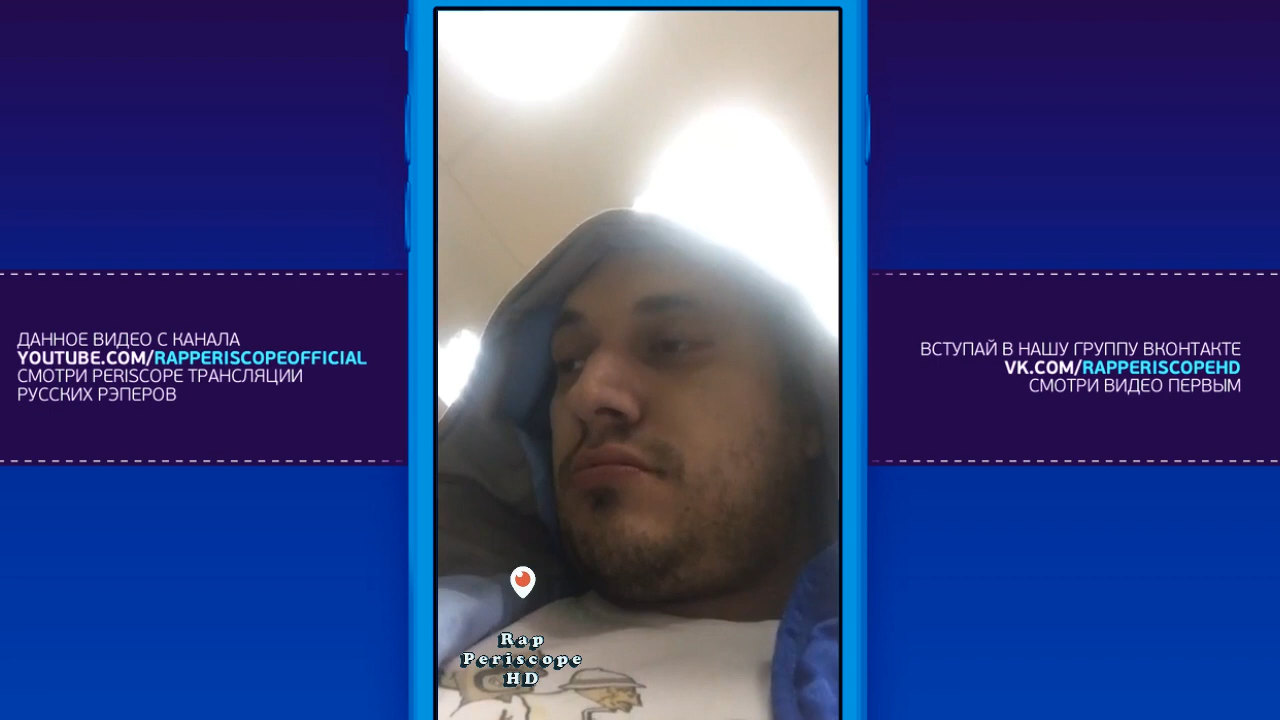 ДАННОЕ ВИДЕО С КАНАЛА
YOUTUBE.COM/RAPPERISCOPEOFFICIAL
СМОТРИ PERISCOPE ТРАНСЛЯЦИИ
РУССКИХ РЭПЕРОВ
ВСТУПАЙ В НАШУ ГРУППУ ВКОНТАКТЕ
VK.COM/RAPPERISCOPEHD
СМОТРИ ВИДЕО ПЕРВЫМ
Rap
Periscope
HD